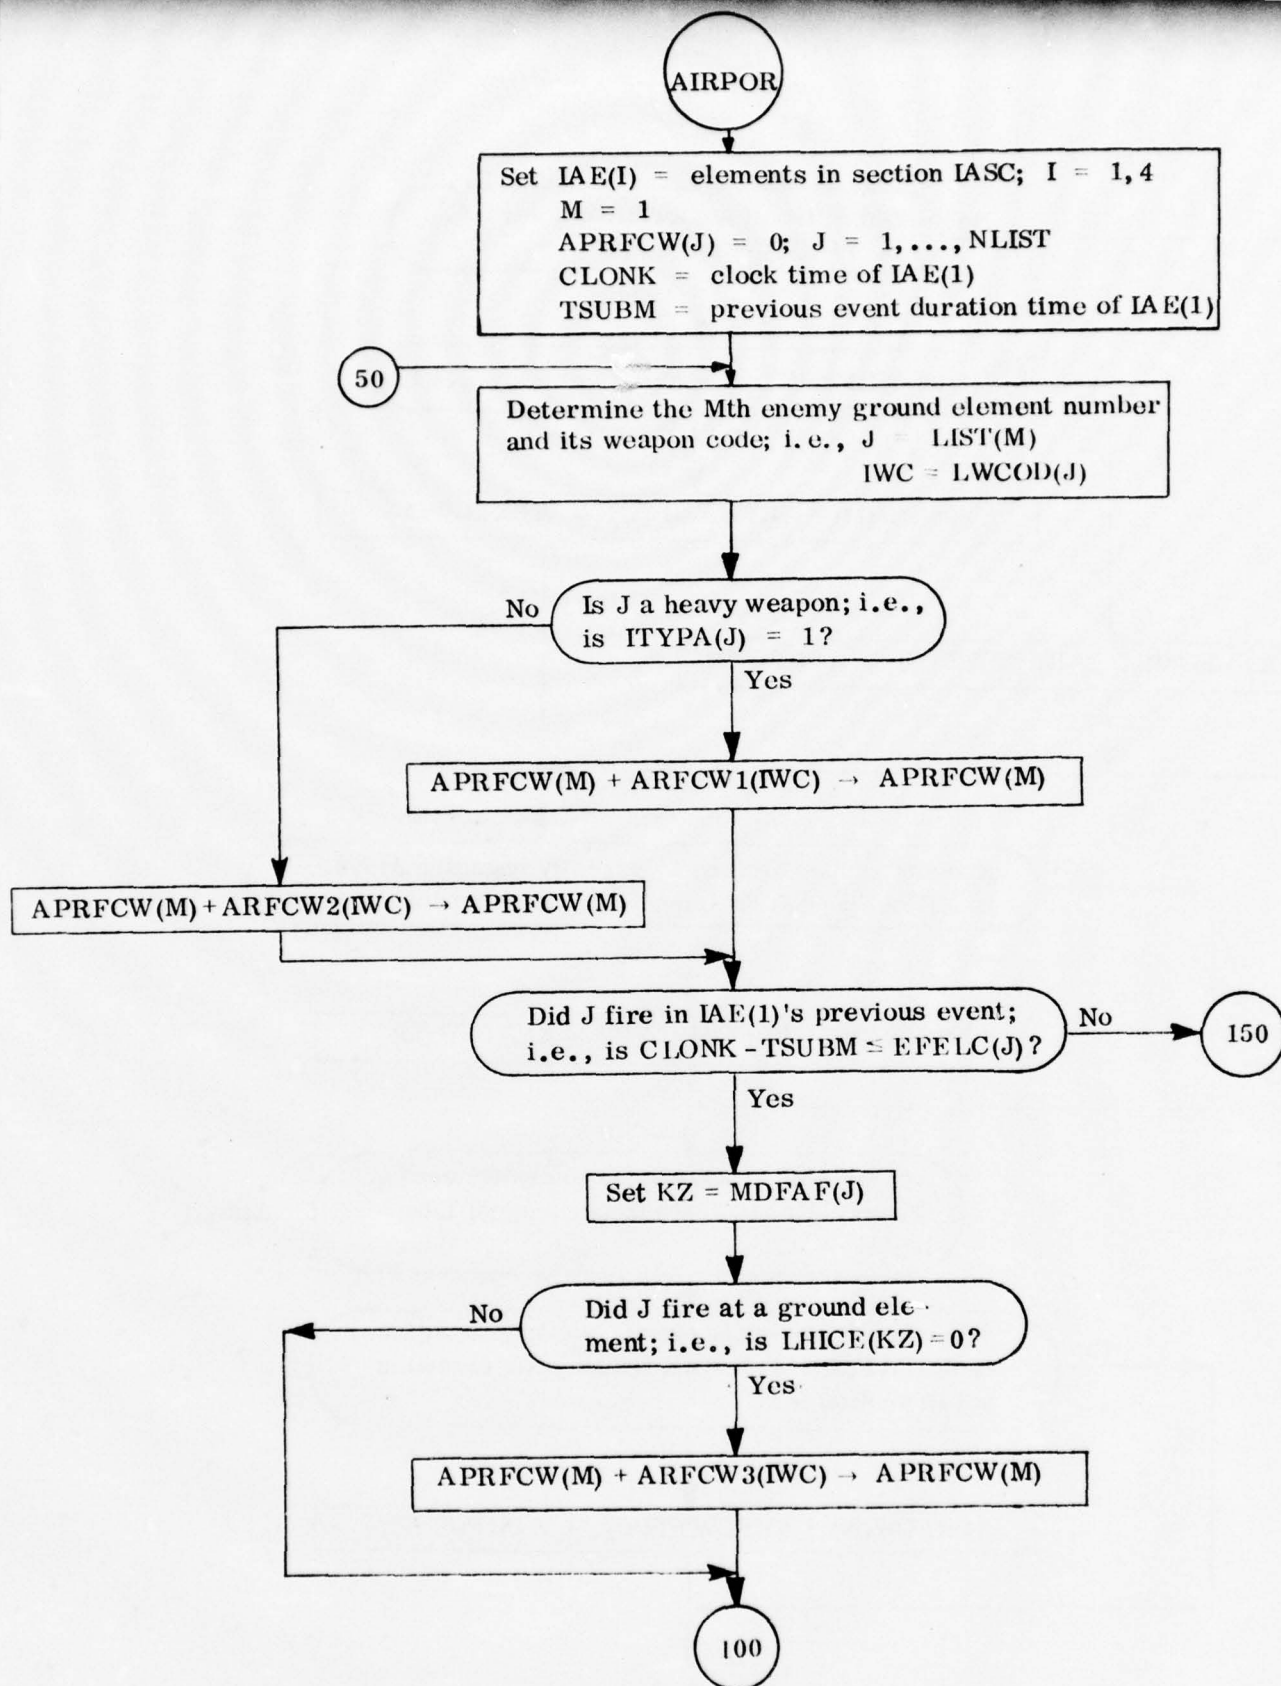 AIRPOR
Set IAE(I) = elements in section IASC; I = 1,4
M = 1
APRFCW(J) = 0; J = 1,..., NLIST
CLONK = clock time of IAE(1)
TSUBM = previous event duration time of IAE(1)
50
Determine the Mth enemy ground element number
and its weapon code; i.e., J = LIST(M)
IWC = LWCOD(J)
No
Is J a heavy weapon; i.e.,
is ITYPA(J) = 1?
Yes
APRFCW(M) + ARFCW1(IWC) → APRFCW(M)
APRFCW(M) + ARFCW2(IWC) → APRFCW(M)
Did J fire in IAE(1)'s previous event;
i.e., is CLONK - TSUBM ≤ EFELC(J)?
No
150
Yes
Set KZ = MDFAF(J)
No
Did J fire at a ground ele-
ment; i.e., is LHICE(KZ) = 0?
Yes
APRFCW(M) + ARFCW3(IWC) → APRFCW(M)
100